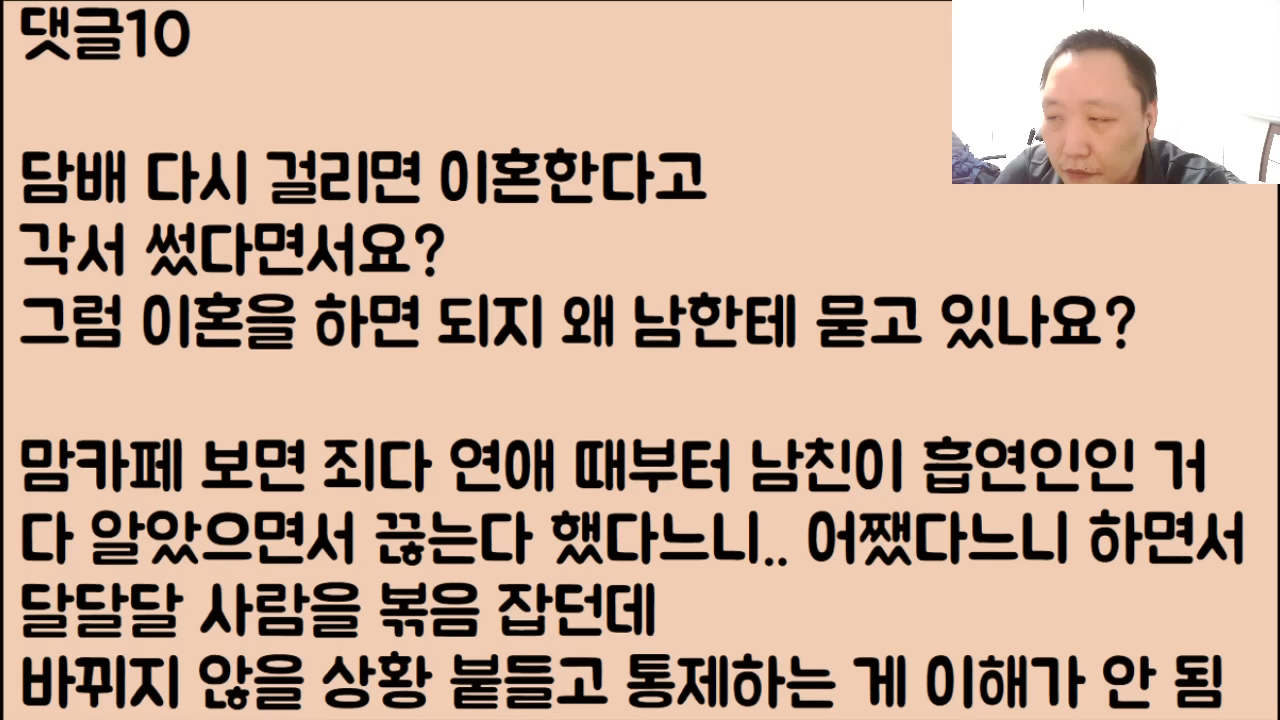 댓글10
담배 다시 걸리면 이혼한다고
각서 썼다면서요?
그럼 이혼을 하면 되지 왜 남한테 묻고 있나요?
맘카페 보면 죄다 연애 때부터 남친이 흡연인인 거
다 알았으면서 끊는다 했다느니.. 어쨌다느니 하면서
달달달 사람을 볶음 잡던데
바뀌지 않을 상황 붙들고 통제하는 게 이해가 안 됨